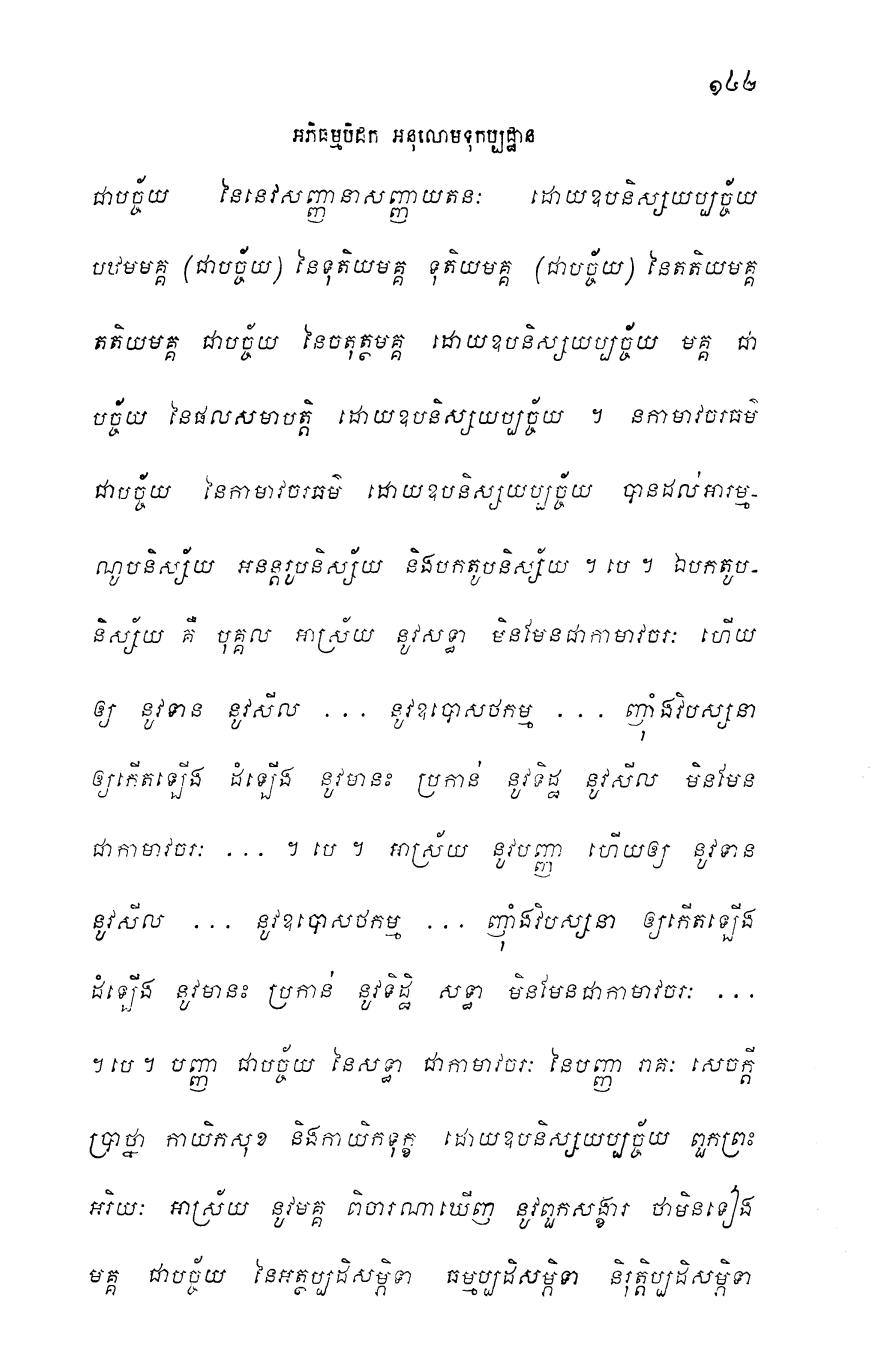 ១៤២
អភិធម្មបិដក អនុលោមទុកប្បដ្ឋាន
ជាបច្ច័យ នៃនេវសញ្ញានាសញ្ញាយតនៈ ដោយឧបនិស្សយប្បច្ច័យ
បឋមមគ្គ (ជាបច្ច័យ) នៃទុតិយមគ្គ ទុតិយមគ្គ (ជាបច្ច័យ) នៃតតិយមគ្គ
តតិយមគ្គ ជាបច្ច័យ នៃចតុត្ថមគ្គ ដោយឧបនិស្សយប្បច្ច័យ មគ្គ ជា
បច្ច័យ នៃផលសមាបត្តិ ដោយឧបនិស្សយប្បច្ច័យ ។ នកាមាវចរធម៌
ជាបច្ច័យ នៃកាមាវចរធម៌ ដោយឧបនិស្សយប្បច្ច័យ បានដល់អារម្ម-
ណូបនិស្ស័យ អនន្តរូបនិស្ស័យ និងបកតូបនិស្ស័យ ។ បេ ។ ឯបកតូប-
និស្ស័យ គឺ បុគ្គល អាស្រ័យ នូវសទ្ធា មិនមែនជាកាមាវចរៈ ហើយ
ឲ្យ នូវទាន នូវសីល ... នូវឧបោសថកម្ម ... ញ៉ាំងវិបស្សនា
ឲ្យកើតឡើង ដំឡើង នូវមានះ ប្រកាន់ នូវទិដ្ឋិ នូវសីល មិនមែន
ជាកាមាវចរៈ ... ។ បេ ។ អាស្រ័យ នូវបញ្ញា ហើយឲ្យ នូវទាន
នូវសីល ... នូវឧបោសថកម្ម ... ញ៉ាំងវិបស្សនា ឲ្យកើតឡើង
ដំឡើង នូវមានះ ប្រកាន់ នូវទិដ្ឋិ សទ្ធា មិនមែនជាកាមាវចរៈ ...
។ បេ ។ បញ្ញា ជាបច្ច័យ នៃសទ្ធា ជាកាមាវចរៈ នៃបញ្ញា រាគៈ សេចក្តី
ប្រាថ្នា កាយិកសុខ និងកាយិកទុក្ខ ដោយឧបនិស្សយប្បច្ច័យ ពួកព្រះ
អរិយៈ អាស្រ័យ នូវមគ្គ ពិចារណាឃើញ នូវពួកសង្ខារ ថាមិនទៀង
មគ្គ ជាបច្ច័យ នៃអត្ថប្បដិសម្ភិទា ធម្មប្បដិសម្ភិទា និរុត្តិប្បដិសម្ភិទា